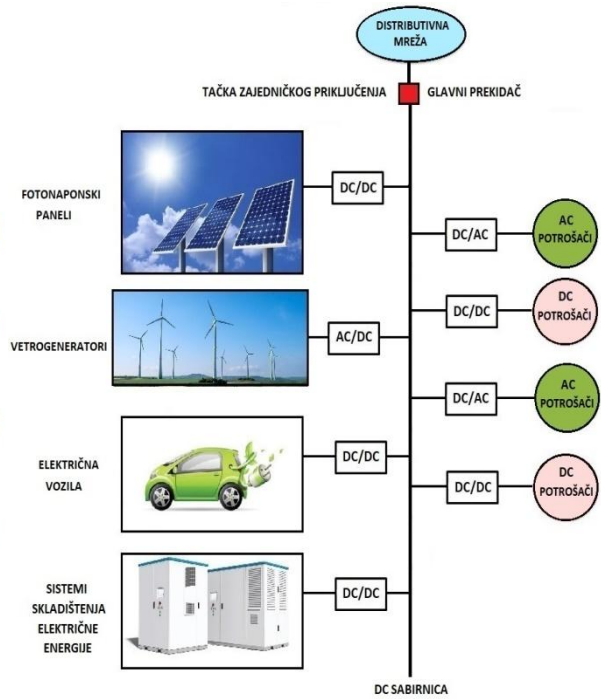 DISTRIBUTIVNA
MREŽA
TAČKA ZAJEDNIČKOG PRIKLJUČENJA
GLAVNI PREKIDAČ
FOTONAPONSKI
PANELI
DC/DC
DC/AC
AC
POTROŠAČI
DC/DC
DC
POTROŠAČI
VETROGENERATORI
AC/DC
DC/AC
AC
POTROŠAČI
ELEKTRIČNA
VOZILA
DC/DC
DC/DC
DC
POTROŠAČI
SISTEMI
SKLADIŠTENJA
ELEKTRIČNE
ENERGIJE
DC/DC
DC SABIRNICA